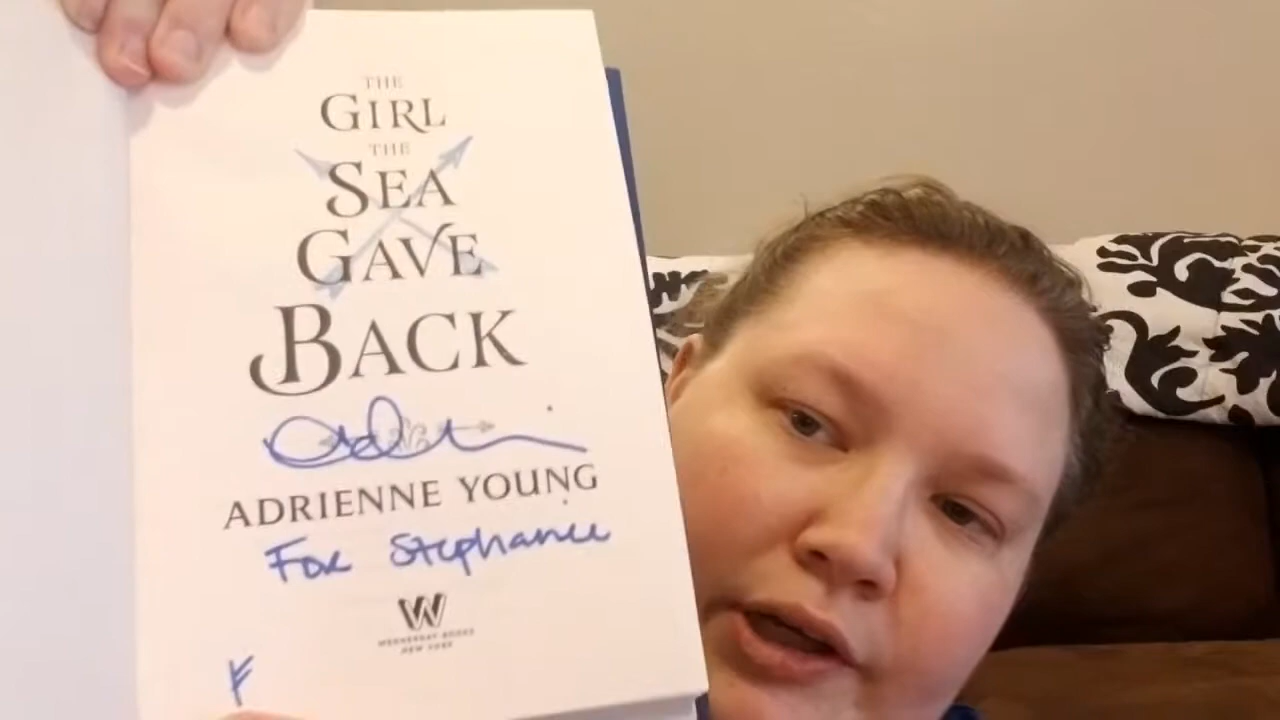 THE
GIRL
THE
SEA
GAVE
BACK
ADRIENNE YOUNG
For Stephanie
W
WEDNESDAY BOOKS
NEW YORK